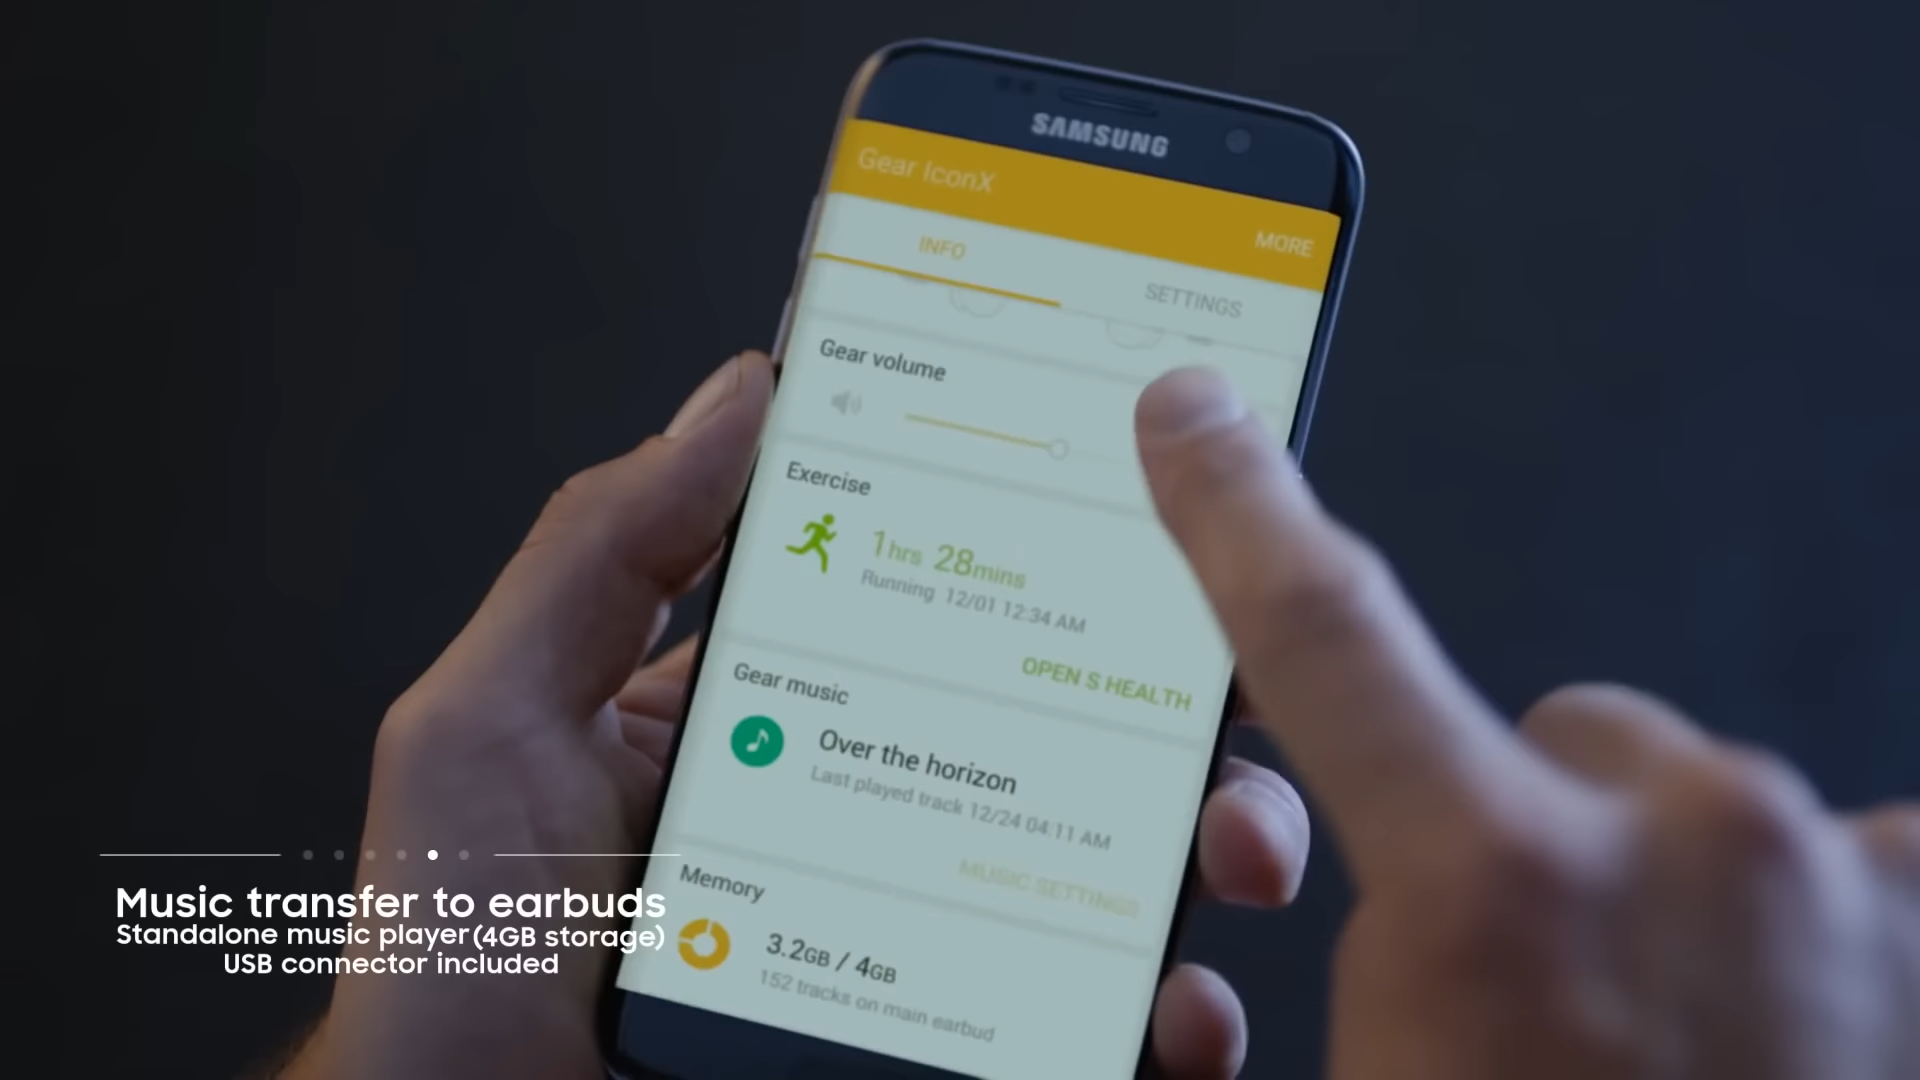 SAMSUNG
Gear IconX
MORE
INFO
SETTINGS
Gear volume
Exercise
1hrs 28mins
Running 12/01 12:34 AM
OPEN S HEALTH
Gear music
Over the horizon
Last played track 12/24 04:11 AM
MUSIC SETTINGS
Memory
3.2GB / 4GB
152 tracks on main earbud
Music transfer to earbuds
Standalone music player(4GB storage)
USB connector included